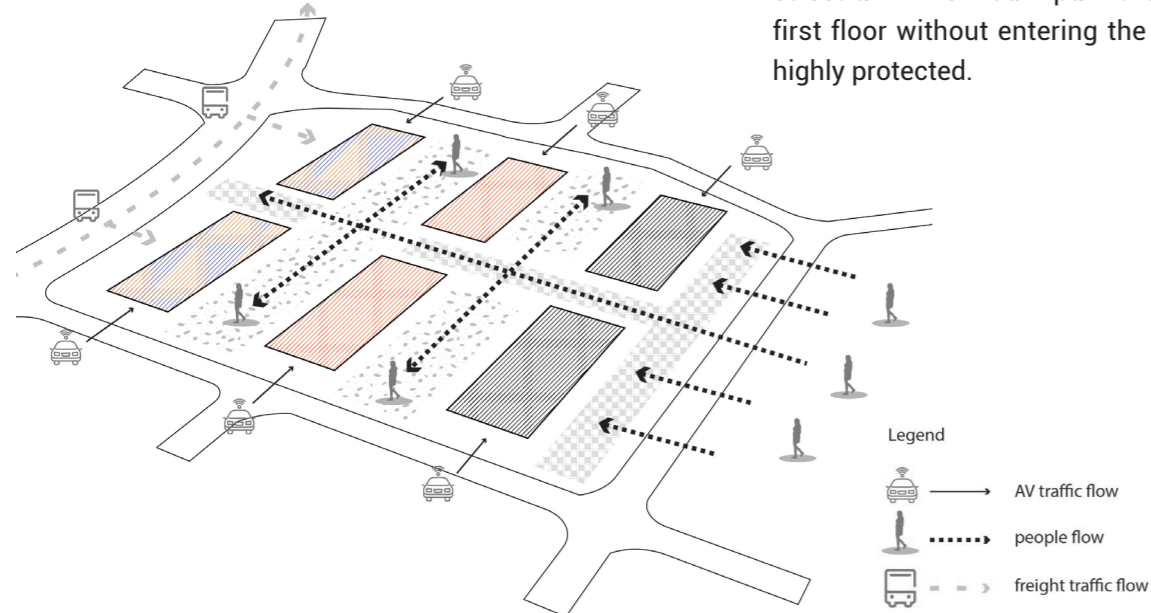 first floor without entering the
highly protected.
Legend
AV traffic flow
people flow
freight traffic flow